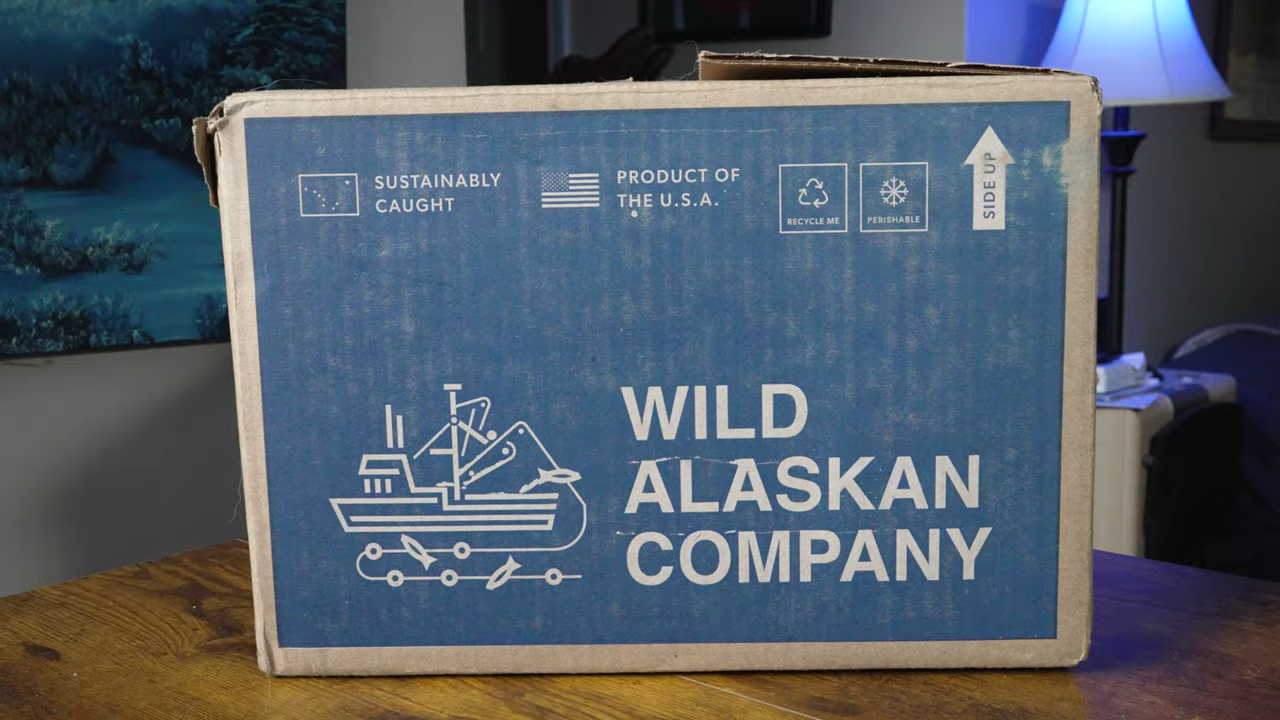 SUSTAINABLY
CAUGHT
PRODUCT OF
THE U.S.A.
RECYCLE ME
PERISHABLE
SIDE UP
WILD
ALASKAN
COMPANY